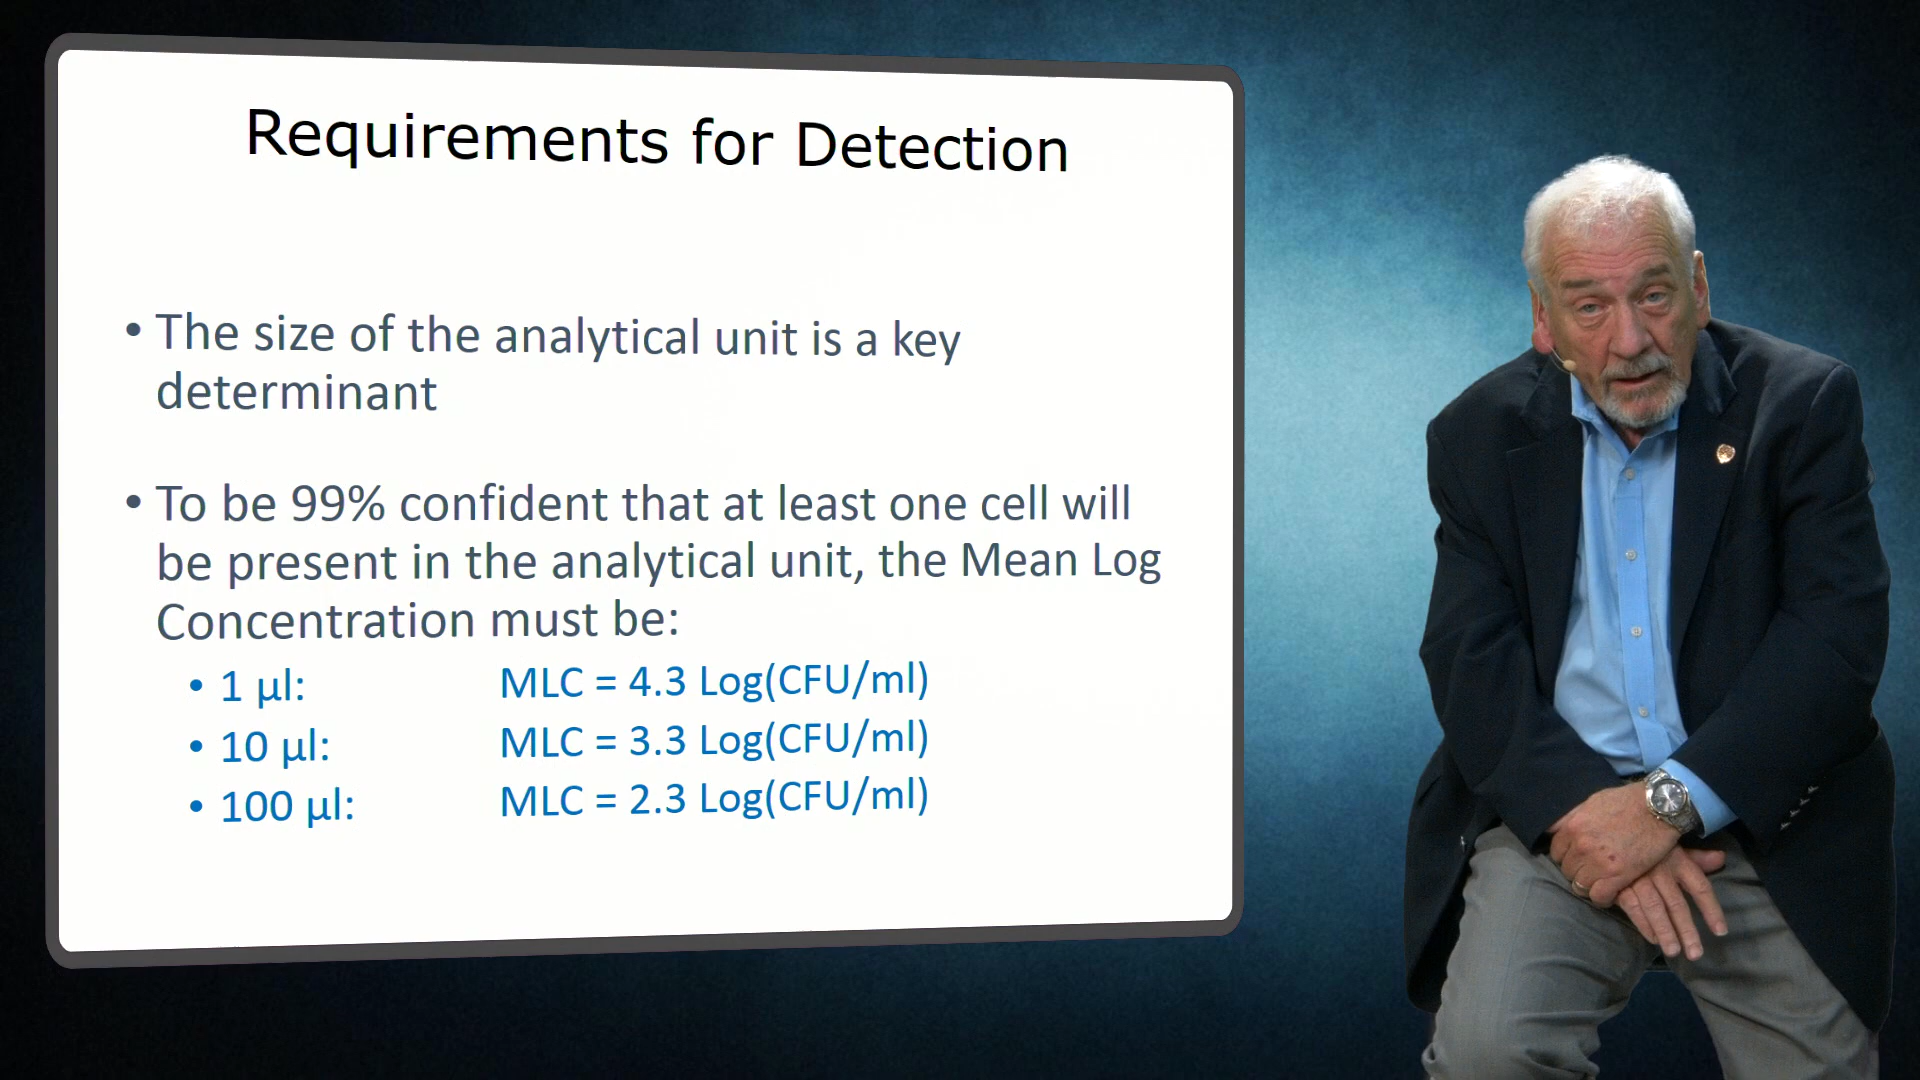 Requirements for Detection
• The size of the analytical unit is a key
determinant
• To be 99% confident that at least one cell will
be present in the analytical unit, the Mean Log
Concentration must be:
• 1 µl: MLC = 4.3 Log(CFU/ml)
• 10 µl: MLC = 3.3 Log(CFU/ml)
• 100 µl: MLC = 2.3 Log(CFU/ml)